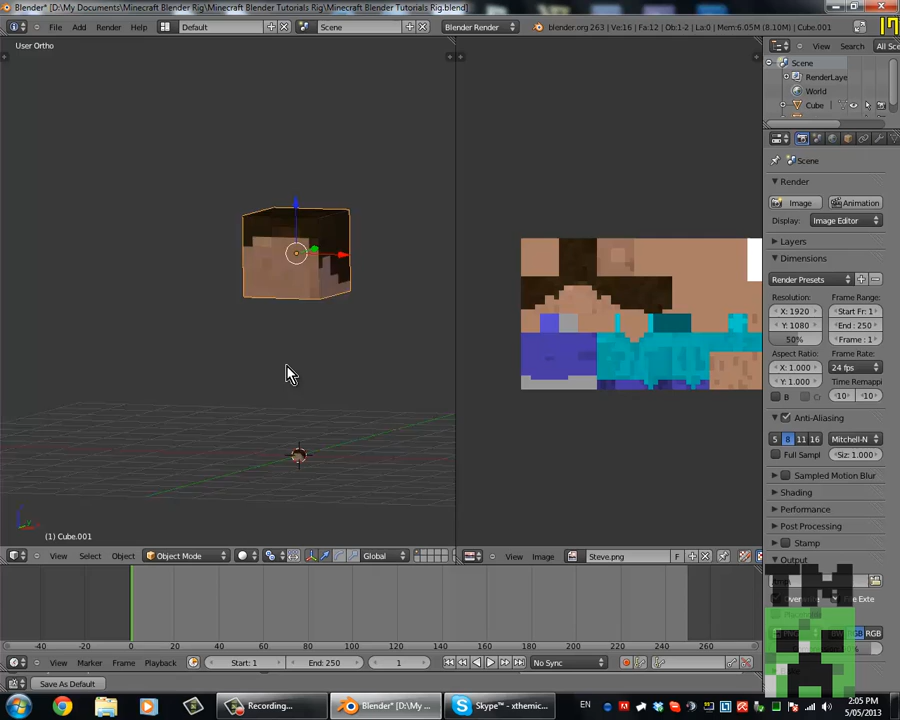 Blender* [D:\My Documents\Minecraft Blender Tutorials Rig\Minecraft Blender Tutorials Rig.blend]
File Add Render Help Default Scene Blender Render blender.org 263 | Ve:16 | Fa:12 | Ob:1-2 | La:0 | Mem:6.05M (8.10M) | Cube.001
User Ortho
View Search All Sce
Scene
RenderLaye
World
Cube
Scene
Render
Image Animation
Display: Image Editor
Layers
Dimensions
Render Presets
Resolution: Frame Range:
X: 1920 Start Fr: 1
Y: 1080 End : 250
50% Frame : 1
Aspect Ratio: Frame Rate:
X: 1.000 24 fps
Y: 1.000 Time Remappi
B 10 10
Anti-Aliasing
5 8 11 16 Mitchell-N
Full Sampl Siz: 1.000
Sampled Motion Blur
Shading
Performance
Post Processing
Stamp
Output
File Exte
RGB
(1) Cube.001
View Select Object Object Mode Global
View Image Steve.png F
-40 -20 0 20 40 60 80 100 120 140 160 180 200 220 240 260 280
View Marker Frame Playback Start: 1 End: 250 1 No Sync
Save As Default
Recording... Blender* [D:\My ... Skype™ - xthemic...
EN
2:05 PM
5/05/2013